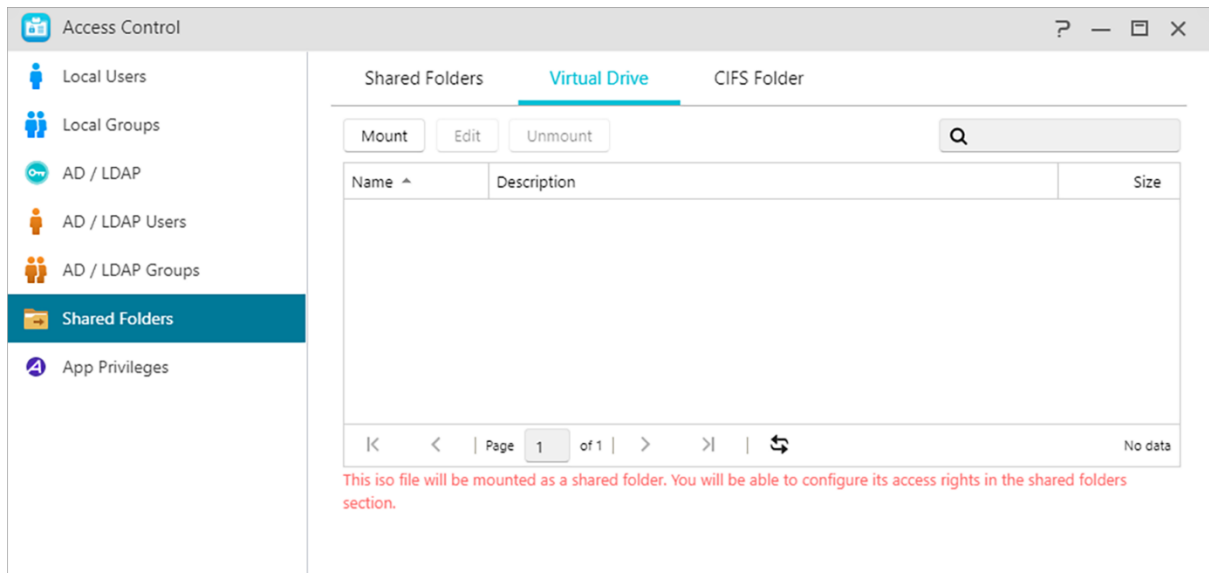 Access Control
Local Users
Local Groups
AD / LDAP
AD / LDAP Users
AD / LDAP Groups
Shared Folders
App Privileges
Shared Folders Virtual Drive CIFS Folder
Mount Edit Unmount
Name Description Size
Page 1 of 1 No data
This iso file will be mounted as a shared folder. You will be able to configure its access rights in the shared folders
section.